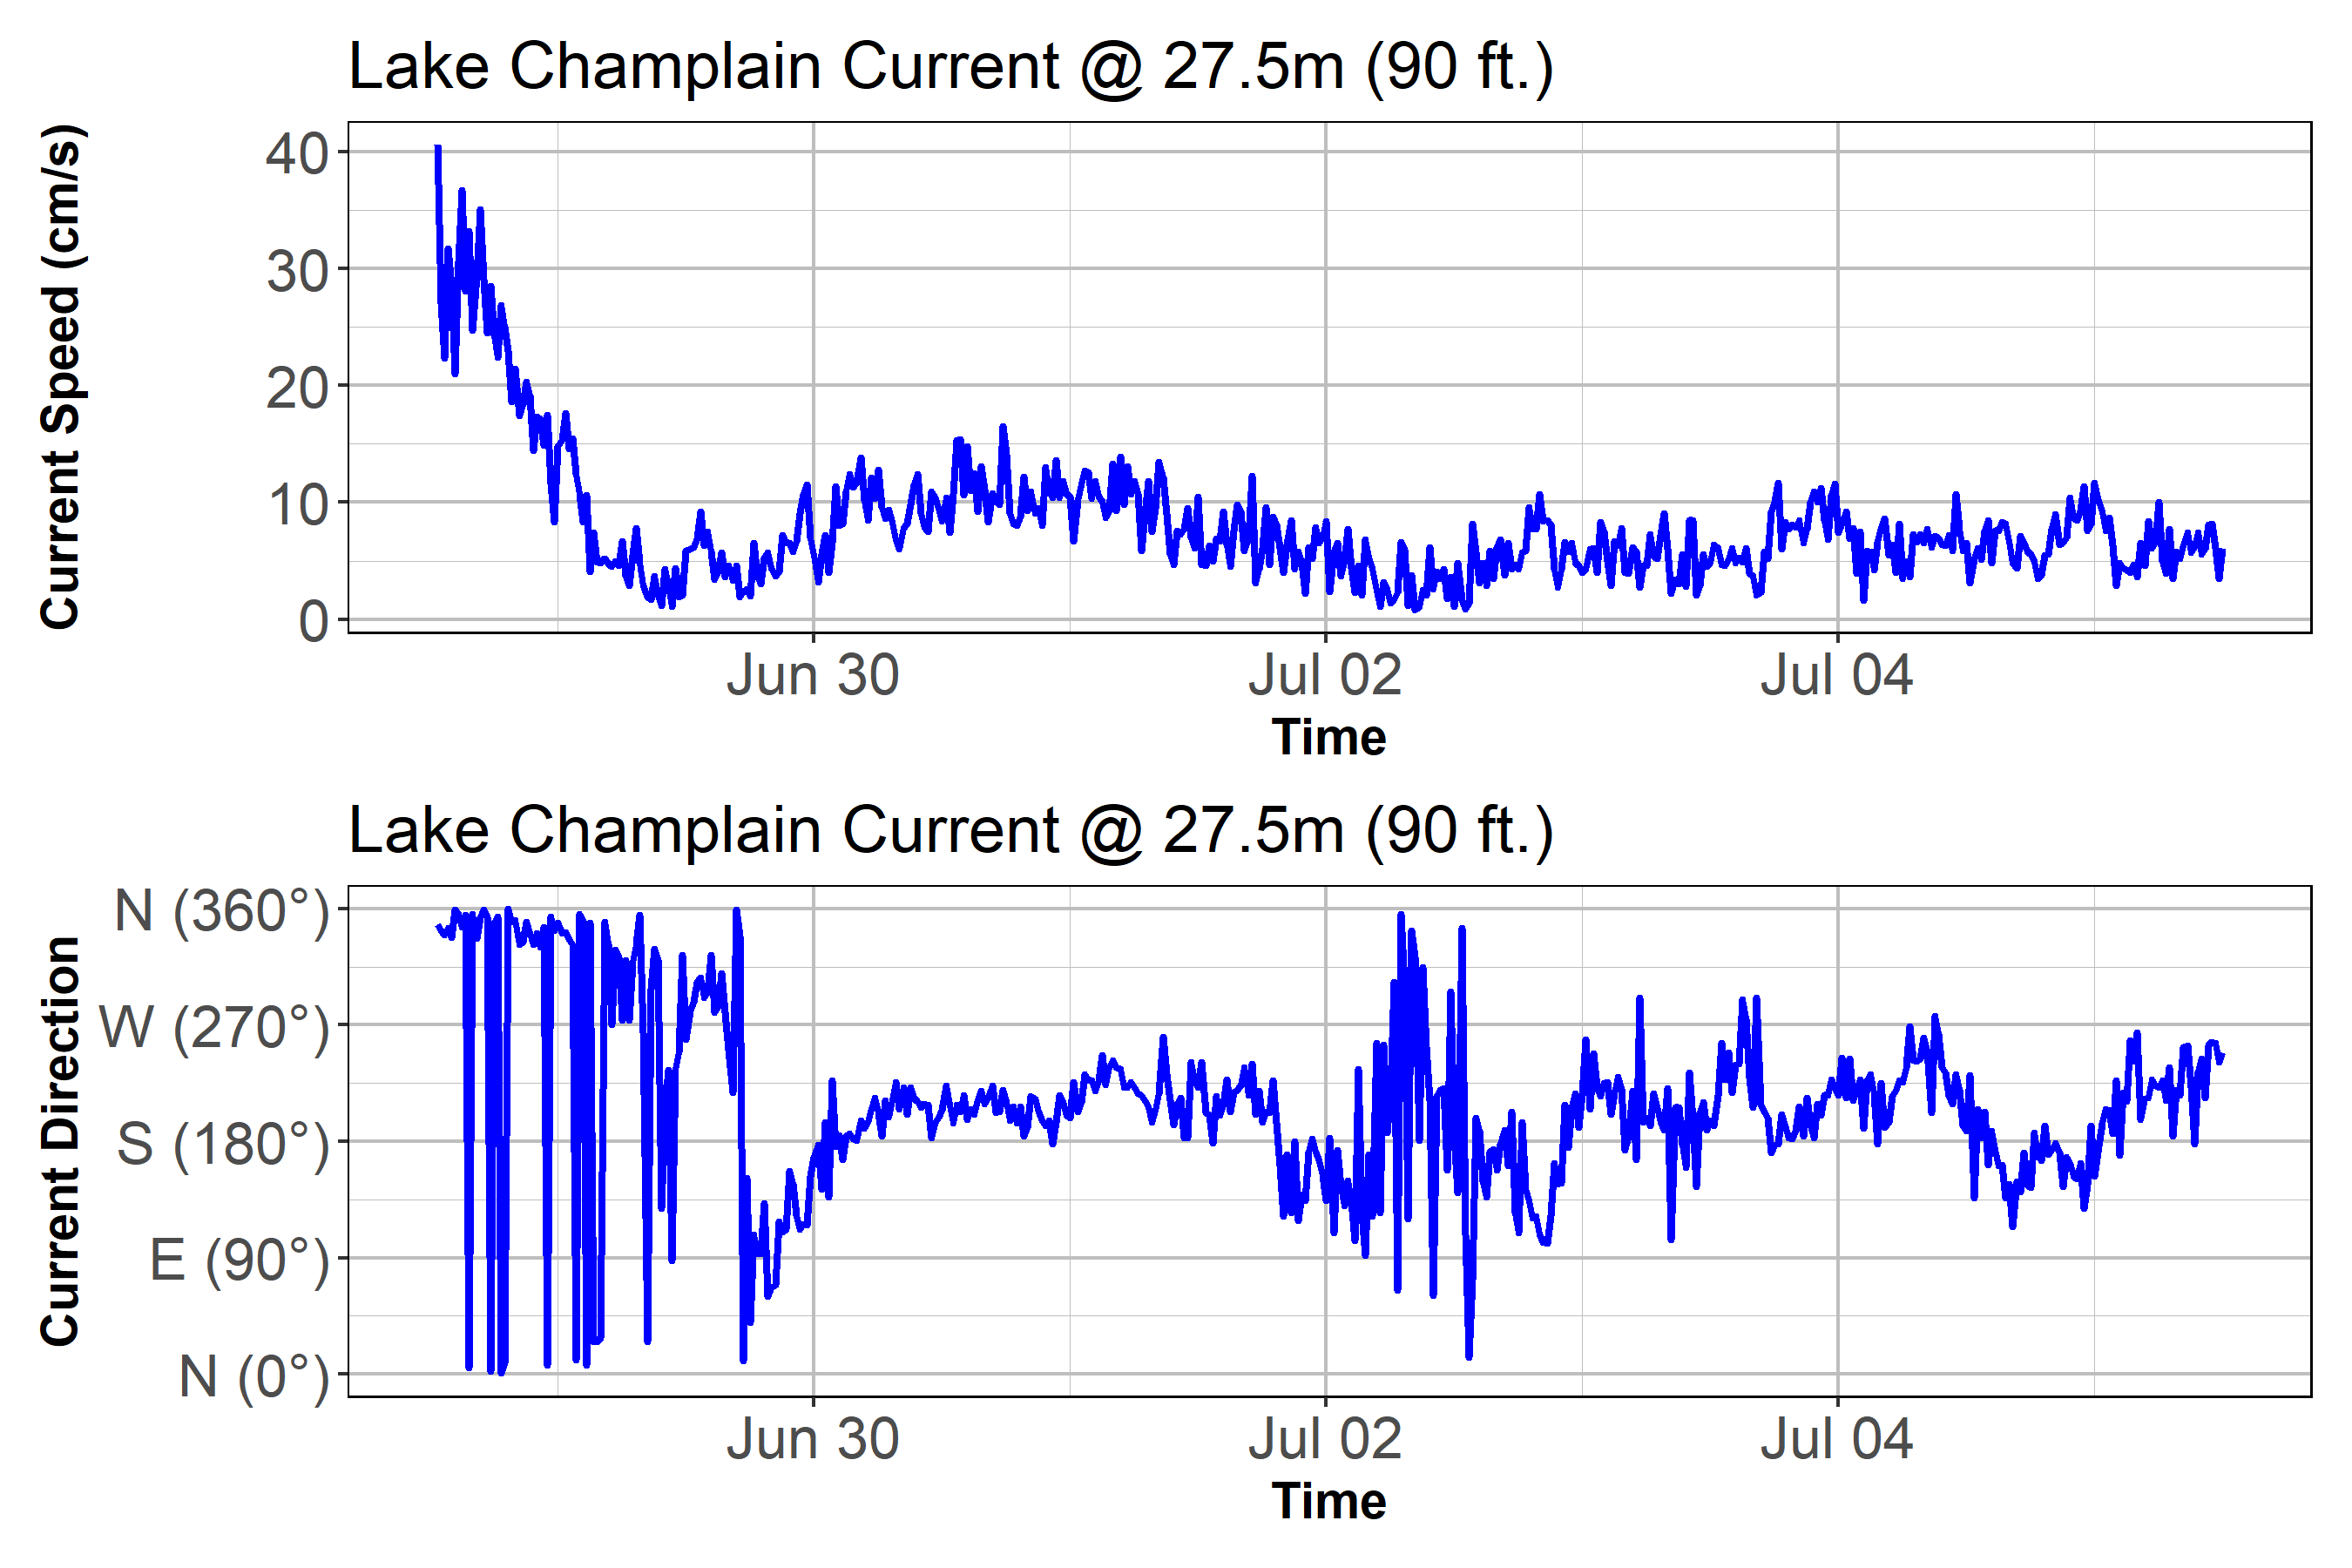 Lake Champlain Current @ 27.5m (90 ft.)
Current Speed (cm/s)
40
30
20
10
0
Jun 30
Jul 02
Jul 04
Time
Lake Champlain Current @ 27.5m (90 ft.)
Current Direction
N (360°)
W (270°)
S (180°)
E (90°)
N (0°)
Jun 30
Jul 02
Jul 04
Time